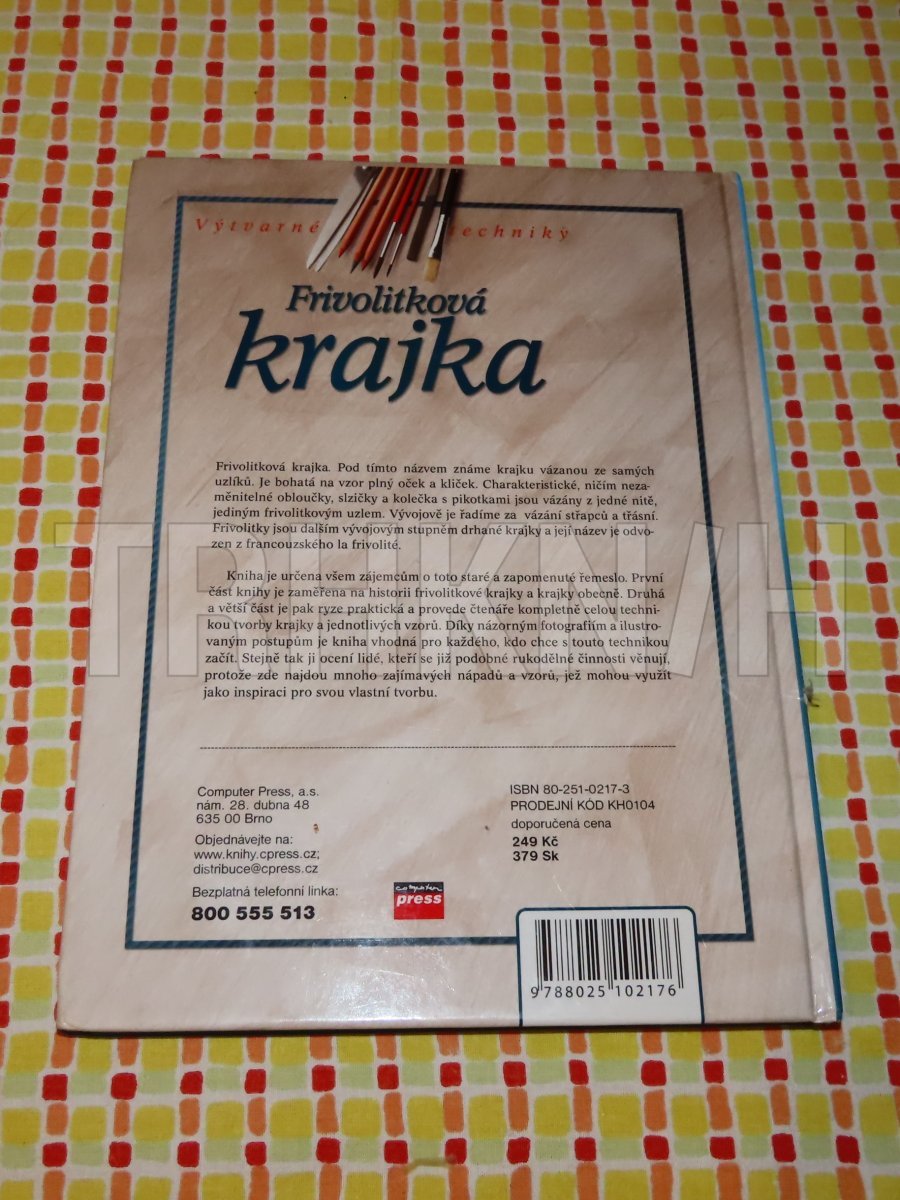 Výtvarné techniky
Frivolitková
krajka
Frivolitková krajka. Pod tímto názvem známe krajku vázanou ze samých
uzlíků. Je bohatá na vzor plný oček a kliček. Charakteristické, ničím neza-
měnitelné obloučky, slzičky a kolečka s pikotkami jsou vázány z jedné nitě,
jediným frivolitkovým uzlem. Vývojově je řadíme za vázání střapců a třásní.
Frivolitky jsou dalším vývojovým stupněm drhané krajky a její název je odvo-
zen z francouzského la frivolité.
Kniha je určena všem zájemcům o toto staré a zapomenuté řemeslo. První
část knihy je zaměřena na historii frivolitkové krajky a krajky obecně. Druhá
a větší část je pak ryze praktická a provede čtenáře kompletně celou techni-
kou tvorby krajky a jednotlivých vzorů. Díky názorným fotografiím a ilustro-
vaným postupům je kniha vhodná pro každého, kdo chce s touto technikou
začít. Stejně tak ji ocení lidé, kteří se již podobné rukodělné činnosti věnují,
protože zde najdou mnoho zajímavých nápadů a vzorů, jež mohou využít
jako inspiraci pro svou vlastní tvorbu.
Computer Press, a.s.
nám. 28. dubna 48
635 00 Brno
Objednávejte na:
www.knihy.cpress.cz;
distribuce@cpress.cz
Bezplatná telefonní linka:
800 555 513
computer
press
ISBN 80-251-0217-3
PRODEJNÍ KÓD KH0104
doporučená cena
249 Kč
379 Sk
9 788025 102176